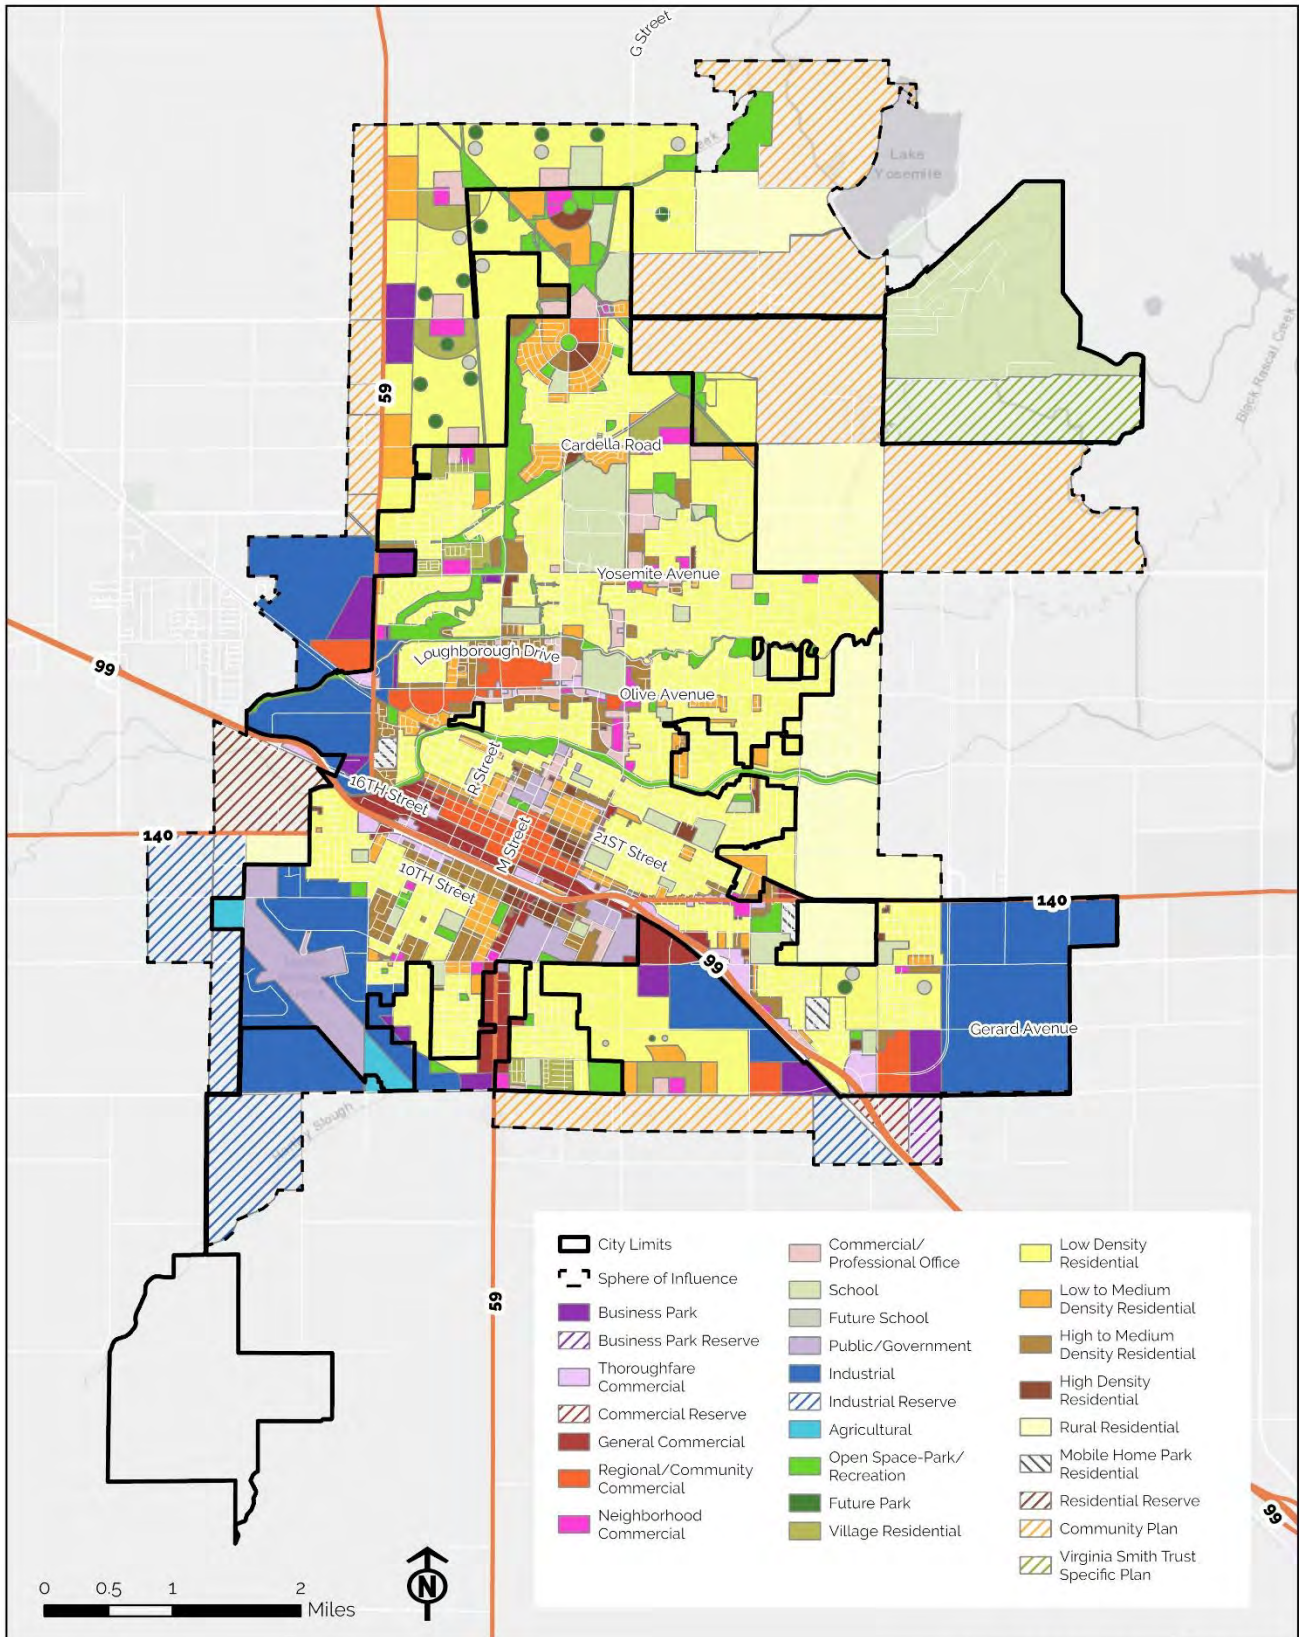 G Street
Lake
Yosemite
Black Rascal Creek
59
Cardella Road
Yosemite Avenue
Loughborough Drive
99
Olive Avenue
R Street
16TH Street
140
M Street
21ST Street
10TH Street
140
99
Gerard Avenue
Slough
59
99
City Limits
Sphere of Influence
Business Park
Business Park Reserve
Thoroughfare
Commercial
Commercial Reserve
General Commercial
Regional/Community
Commercial
Neighborhood
Commercial
Commercial/
Professional Office
School
Future School
Public/Government
Industrial
Industrial Reserve
Agricultural
Open Space-Park/
Recreation
Future Park
Village Residential
Low Density
Residential
Low to Medium
Density Residential
High to Medium
Density Residential
High Density
Residential
Rural Residential
Mobile Home Park
Residential
Residential Reserve
Community Plan
Virginia Smith Trust
Specific Plan
0 0.5 1 2
Miles
N